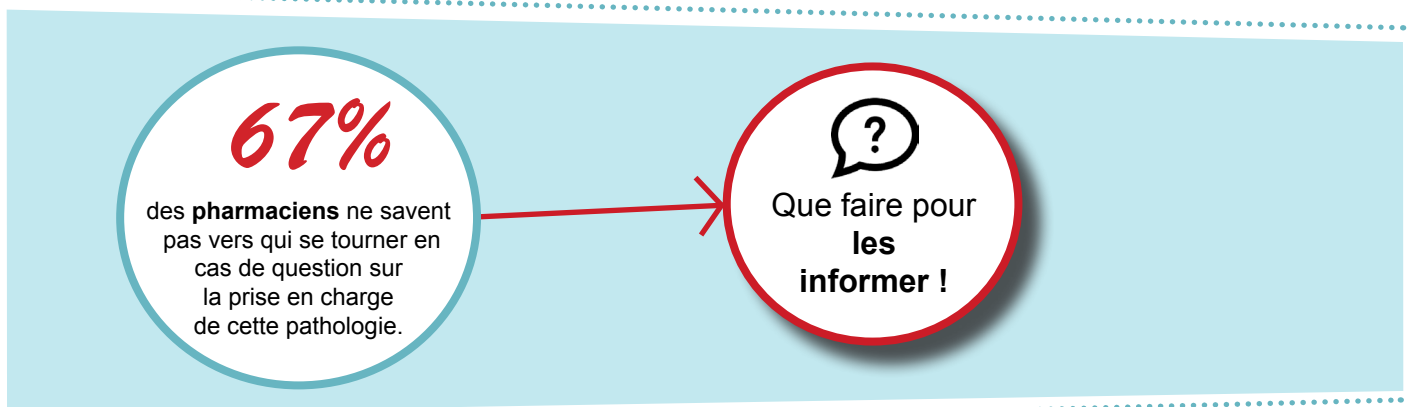 67%
des pharmaciens ne savent
pas vers qui se tourner en
cas de question sur
la prise en charge
de cette pathologie.
?
Que faire pour
les
informer !